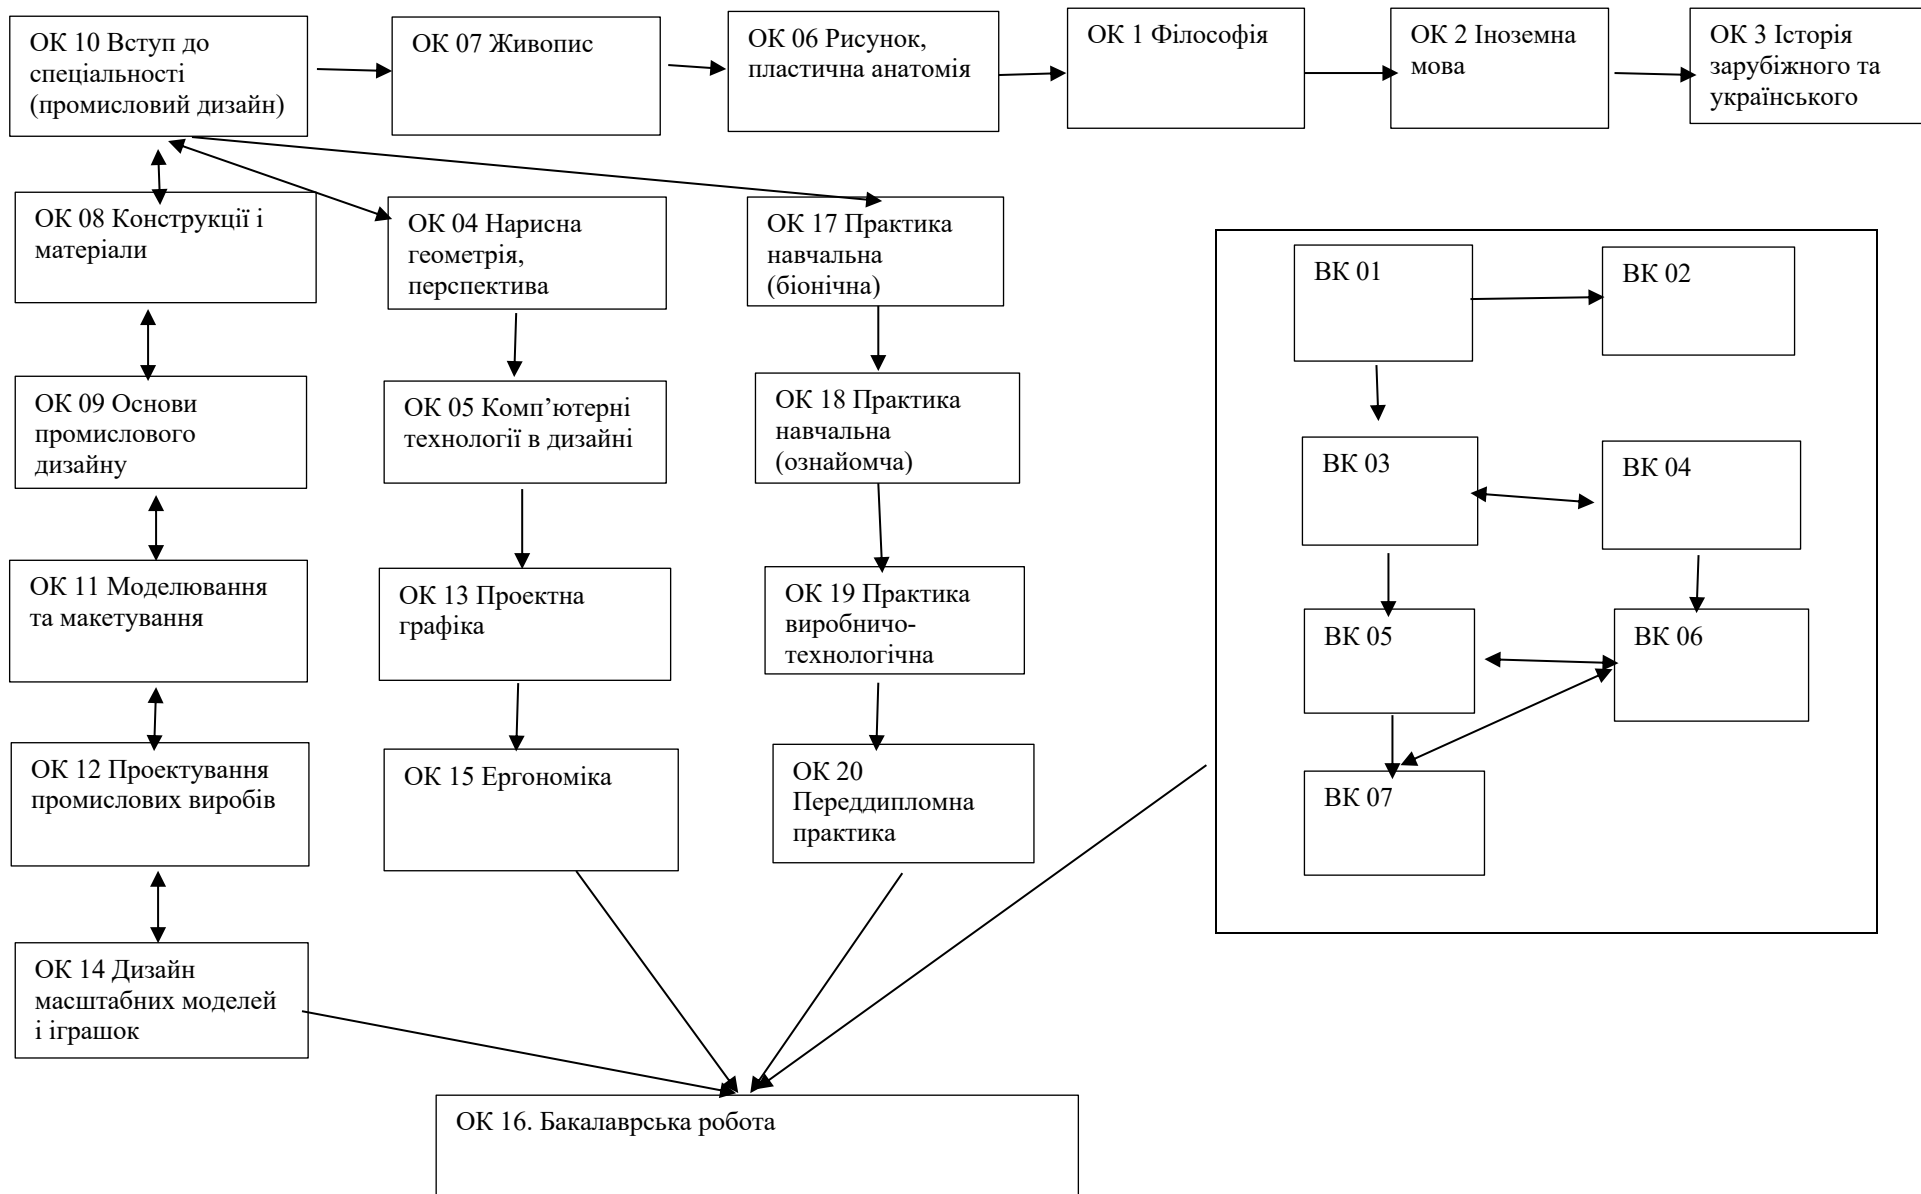 ОК 10 Вступ до
спеціальності
(промисловий дизайн)
ОК 07 Живопис
ОК 06 Рисунок,
пластична анатомія
ОК 1 Філософія
ОК 2 Іноземна
мова
ОК 3 Історія
зарубіжного та
українського
ОК 08 Конструкції і
матеріали
ОК 04 Нарисна
геометрія,
перспектива
ОК 17 Практика
навчальна
(біонічна)
ВК 01
ВК 02
ОК 09 Основи
промислового
дизайну
ОК 05 Комп’ютерні
технології в дизайні
ОК 18 Практика
навчальна
(ознайомча)
ВК 03
ВК 04
ОК 11 Моделювання
та макетування
ОК 13 Проектна
графіка
ОК 19 Практика
виробничо-
технологічна
ВК 05
ВК 06
ОК 12 Проектування
промислових виробів
ОК 15 Ергономіка
ОК 20
Переддипломна
практика
ВК 07
ОК 14 Дизайн
масштабних моделей
і іграшок
ОК 16. Бакалаврська робота